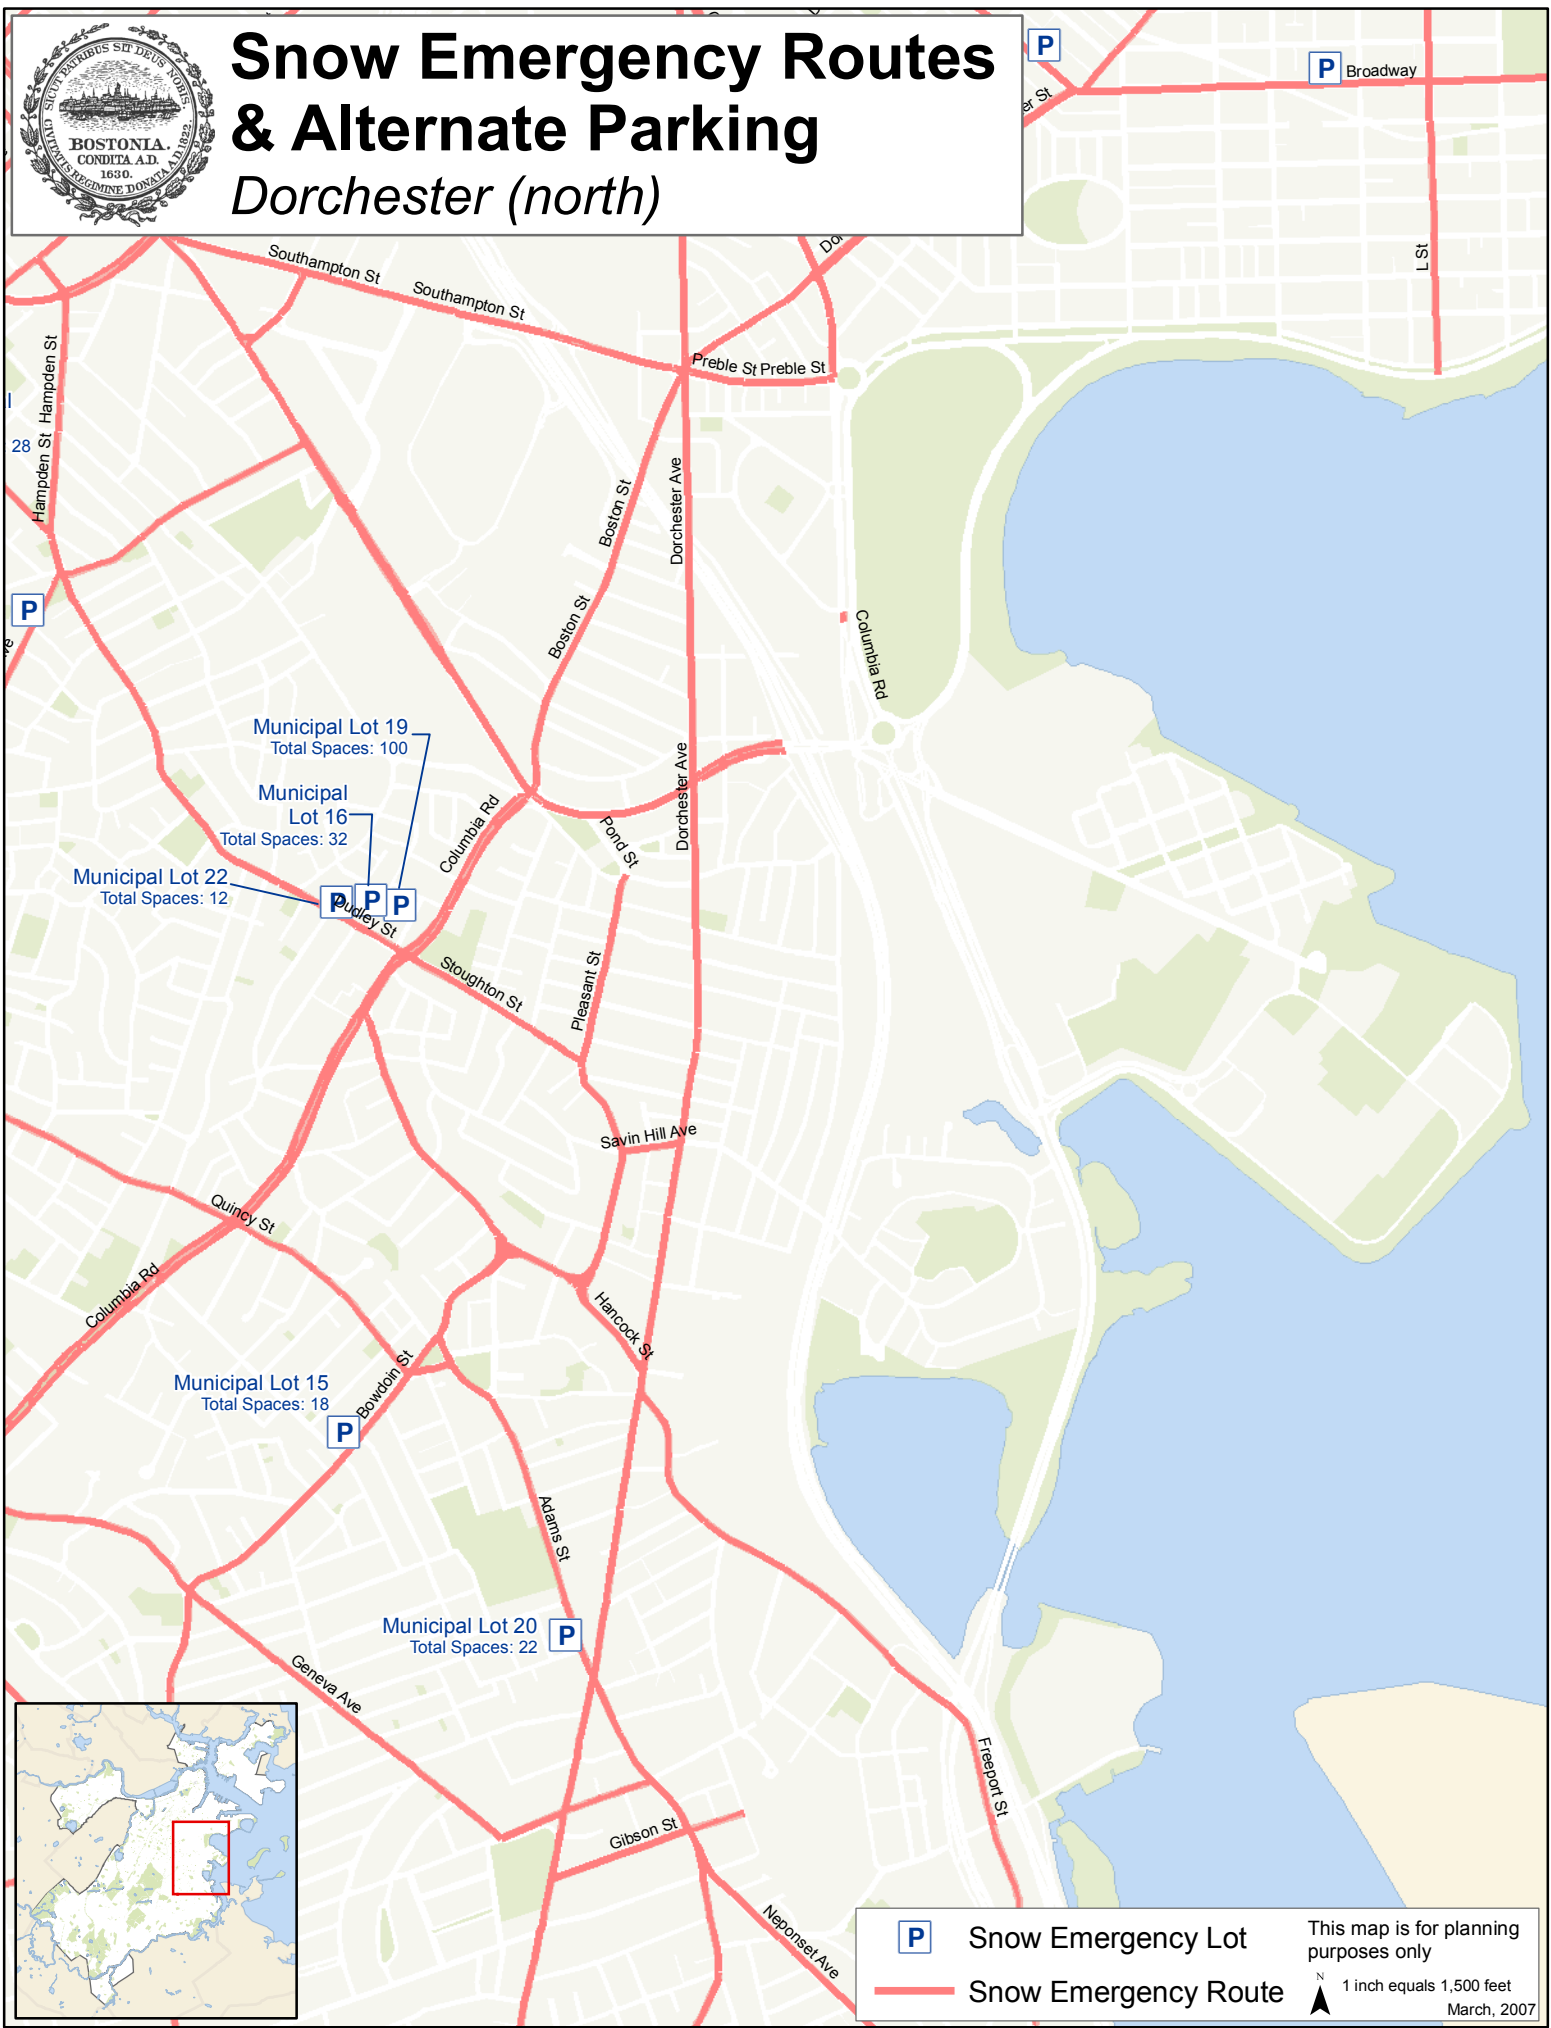 Snow Emergency Routes
& Alternate Parking
Dorchester (north)
SICUT PATRIBUS SIT DEUS NOBIS.
BOSTONIA.
CONDITA A.D.
1630.
CIVITATIS REGIMINE DONATA A.D. 1822.
P
P
Broadway
er St
L St
Southampton St
Southampton St
Preble St
Preble St
Hampden St
Hampden St
28
Boston St
Dorchester Ave
Boston St
Columbia Rd
P
ve
Municipal Lot 19
Total Spaces: 100
Municipal
Lot 16
Total Spaces: 32
Municipal Lot 22
Total Spaces: 12
P
P
P
Dudley St
Columbia Rd
Dorchester Ave
Pond St
Stoughton St
Pleasant St
Savin Hill Ave
Quincy St
Columbia Rd
Hancock St
Bowdoin St
Municipal Lot 15
Total Spaces: 18
P
Adams St
Municipal Lot 20
Total Spaces: 22
P
Geneva Ave
Freeport St
Gibson St
Neponset Ave
P
Snow Emergency Lot
Snow Emergency Route
This map is for planning
purposes only
N
1 inch equals 1,500 feet
March, 2007